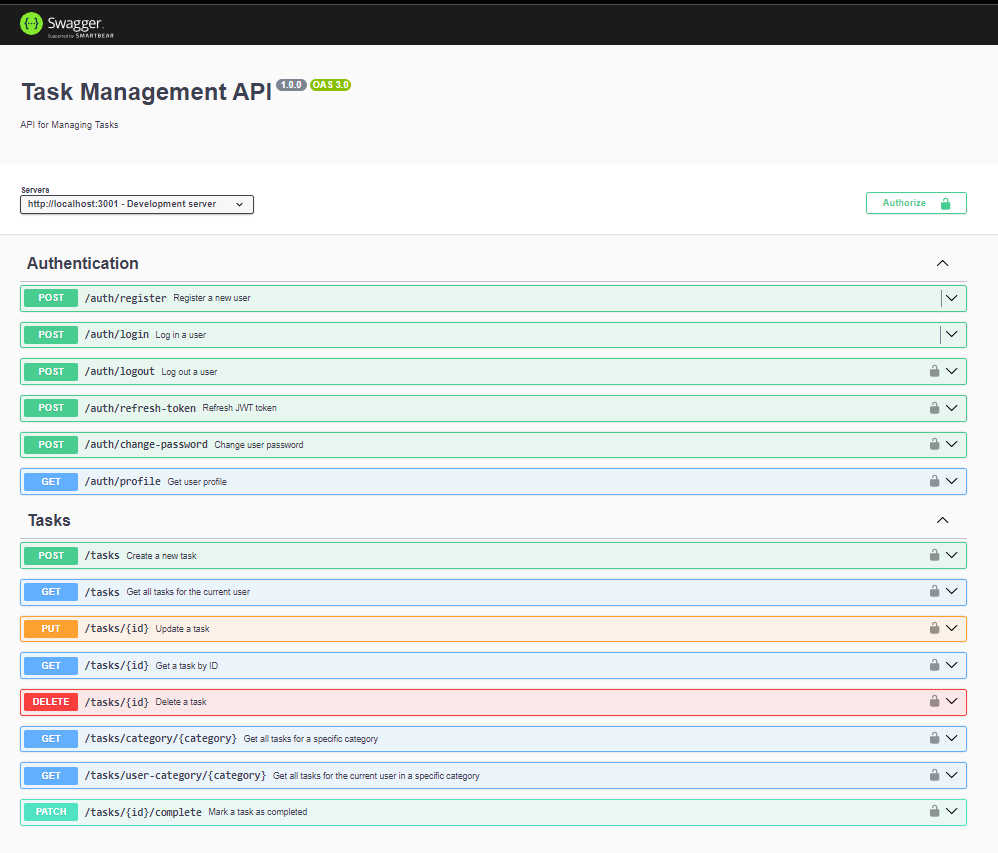 Swagger.
Supported by SMARTBEAR
Task Management API 1.0.0 OAS 3.0
API for Managing Tasks
Servers
http://localhost:3001 - Development server
Authorize
Authentication
POST /auth/register Register a new user
POST /auth/login Log in a user
POST /auth/logout Log out a user
POST /auth/refresh-token Refresh JWT token
POST /auth/change-password Change user password
GET /auth/profile Get user profile
Tasks
POST /tasks Create a new task
GET /tasks Get all tasks for the current user
PUT /tasks/{id} Update a task
GET /tasks/{id} Get a task by ID
DELETE /tasks/{id} Delete a task
GET /tasks/category/{category} Get all tasks for a specific category
GET /tasks/user-category/{category} Get all tasks for the current user in a specific category
PATCH /tasks/{id}/complete Mark a task as completed